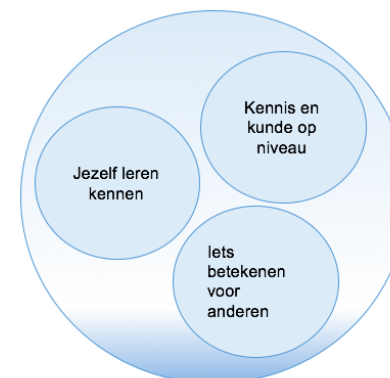 Kennis en
kunde op
niveau
Jezelf leren
kennen
Iets
betekenen
voor
anderen